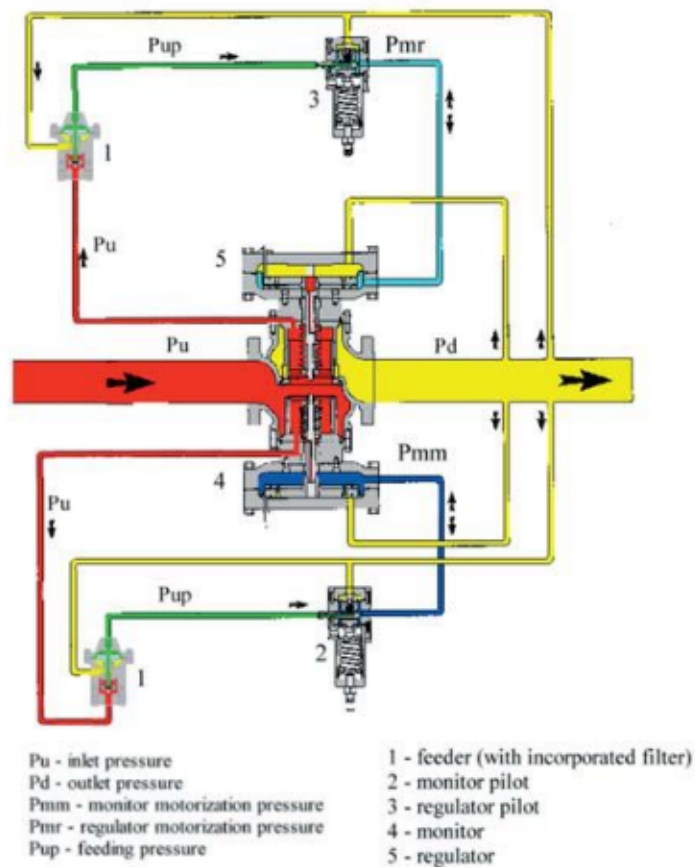 Pup
Pmr
3
1
Pu
5
Pu
Pd
4
Pmm
Pu
Pup
2
1
Pu - inlet pressure
Pd - outlet pressure
Pmm - monitor motorization pressure
Pmr - regulator motorization pressure
Pup - feeding pressure
1 - feeder (with incorporated filter)
2 - monitor pilot
3 - regulator pilot
4 - monitor
5 - regulator